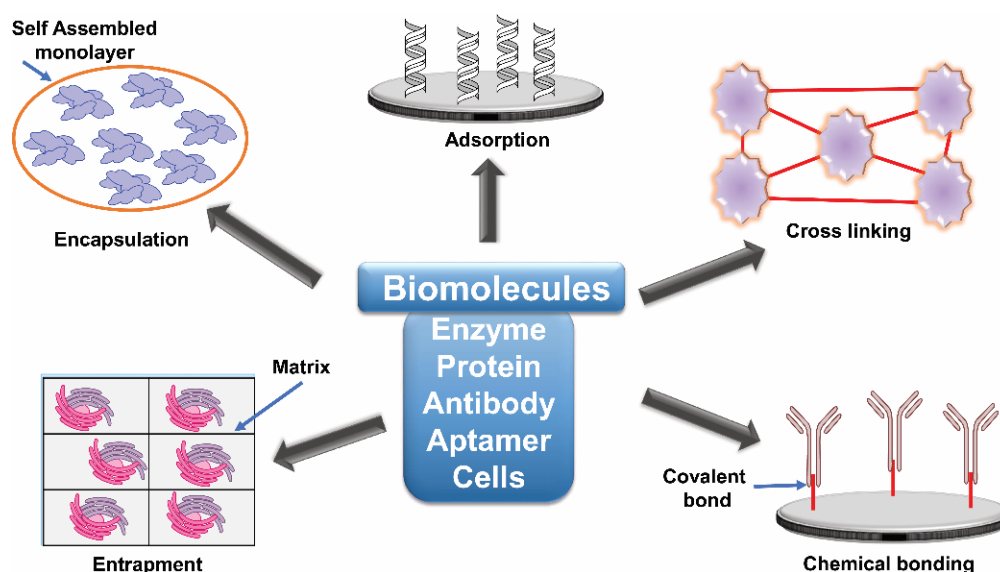 Self Assembled
monolayer
Encapsulation
Adsorption
Cross linking
Biomolecules
Enzyme
Protein
Antibody
Aptamer
Cells
Matrix
Entrapment
Covalent
bond
Chemical bonding